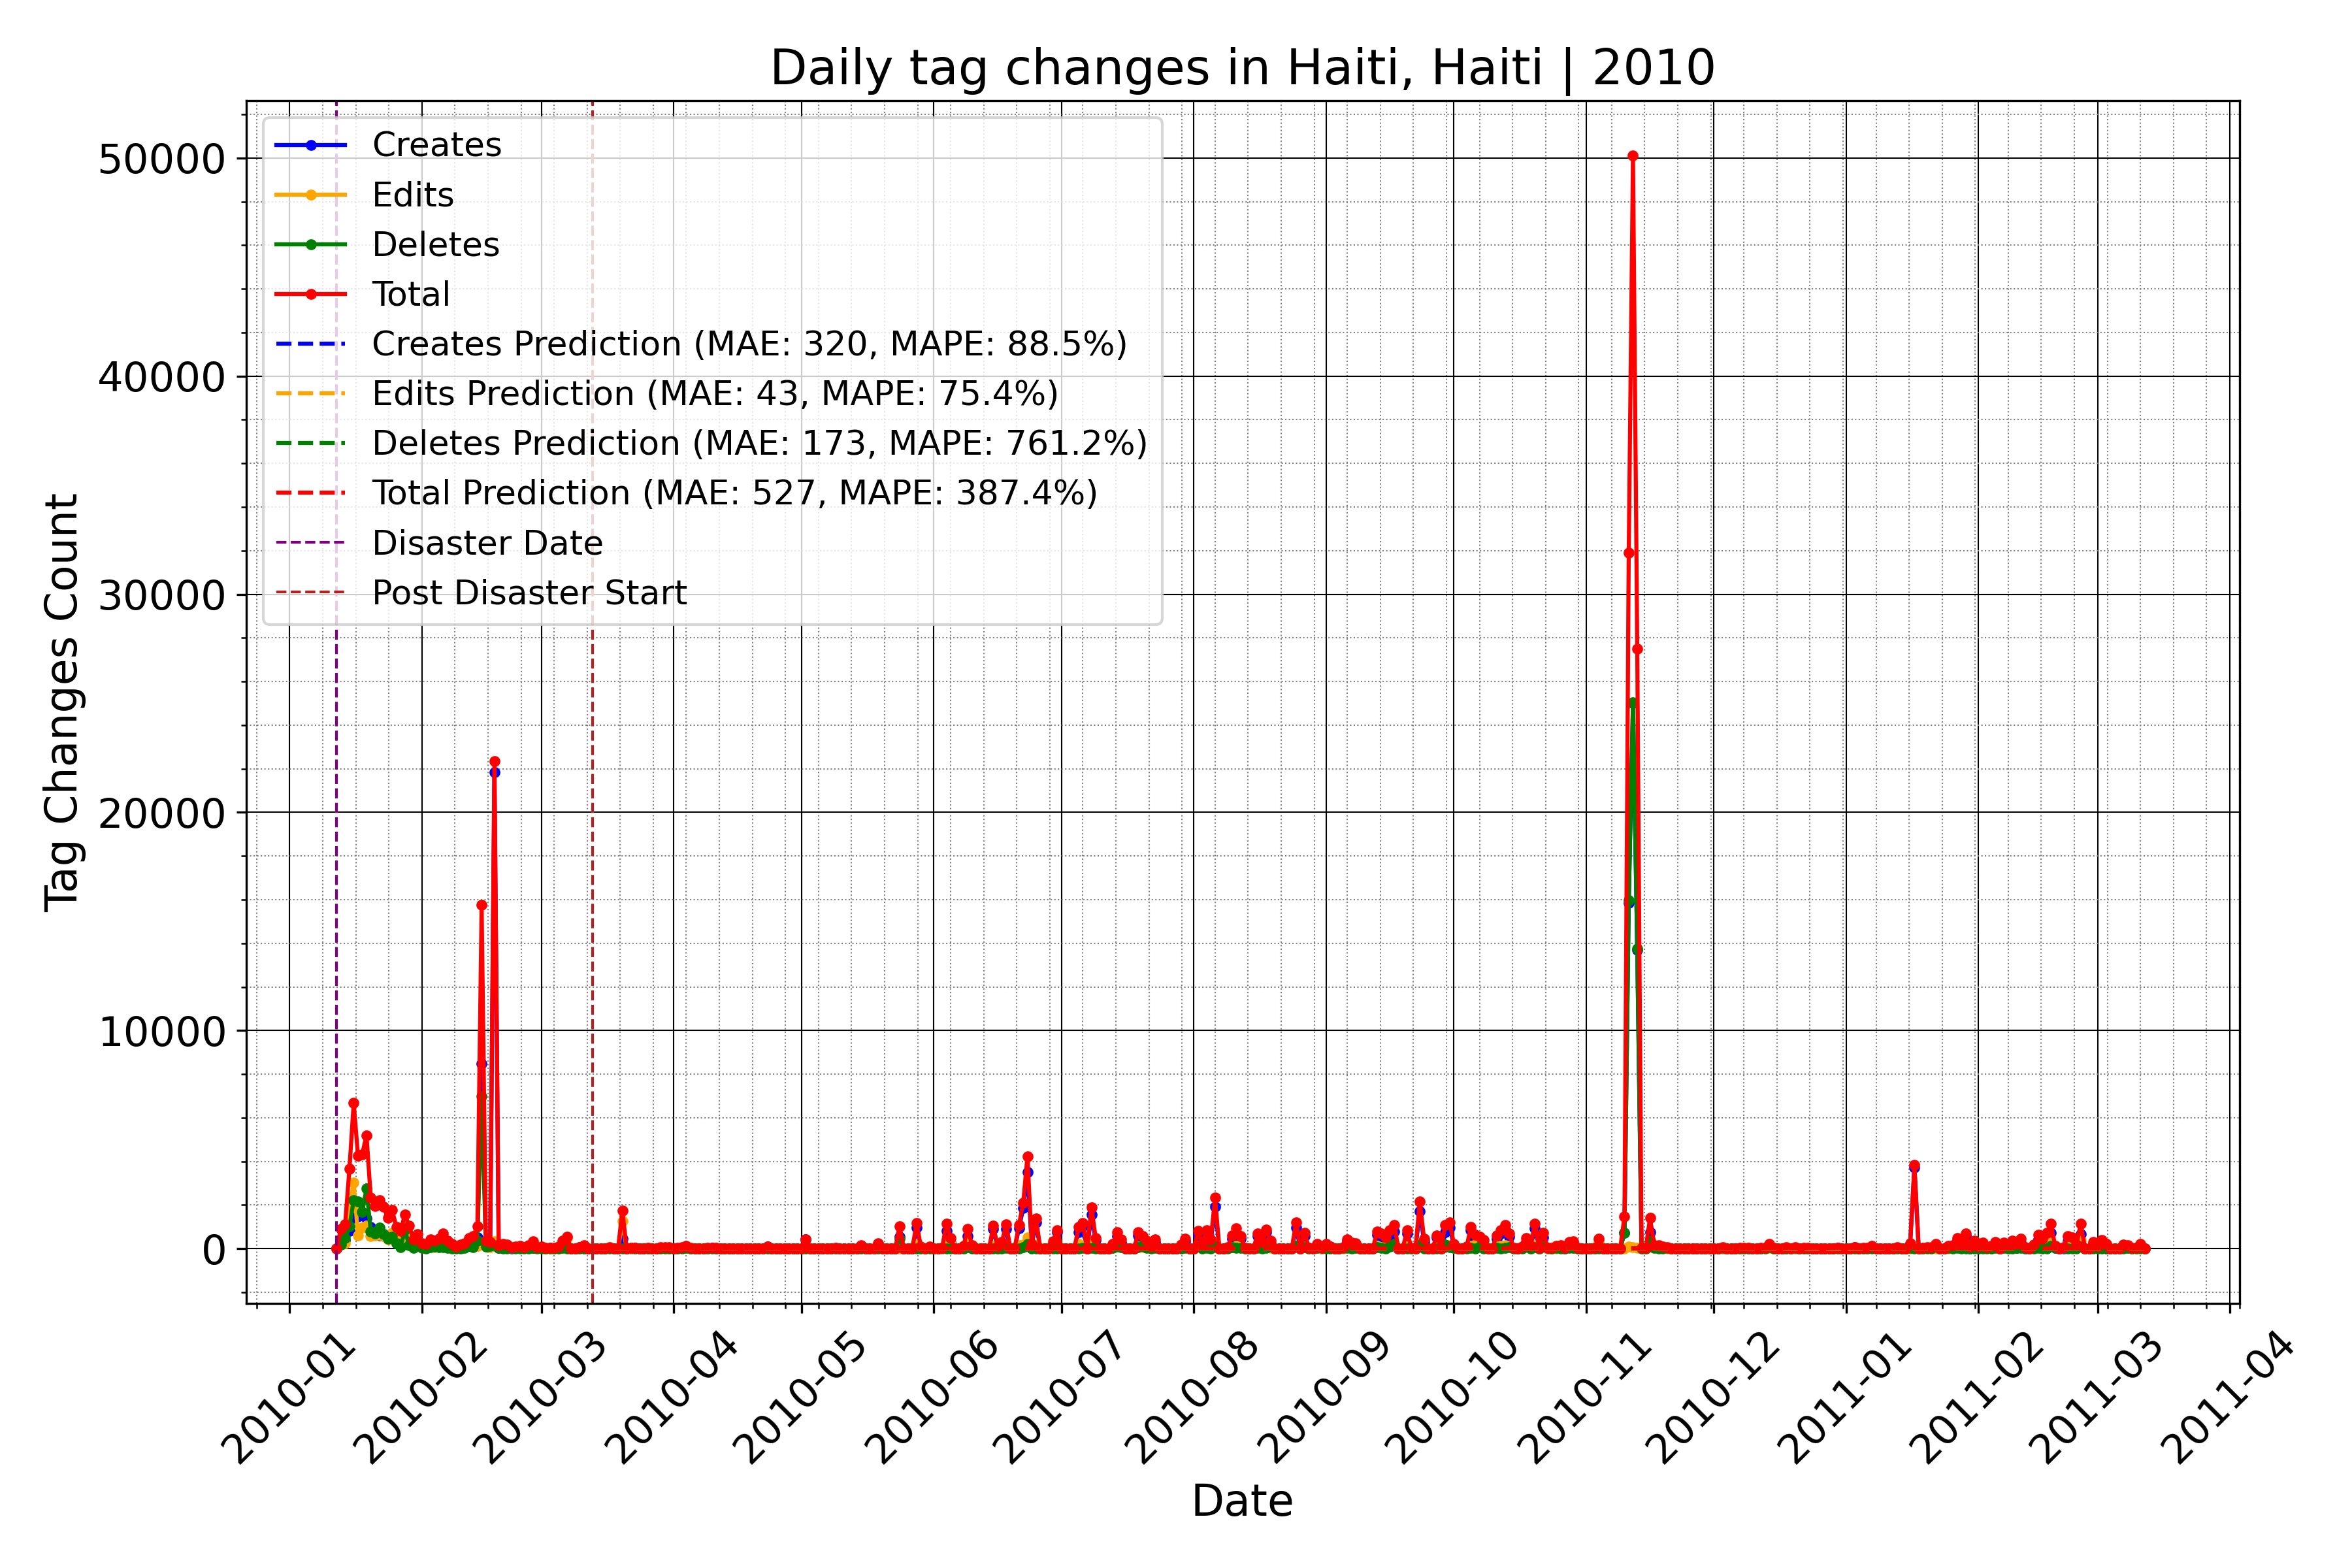 Daily tag changes in Haiti, Haiti | 2010
50000
40000
30000
20000
10000
0
Tag Changes Count
Creates
Edits
Deletes
Total
Creates Prediction (MAE: 320, MAPE: 88.5%)
Edits Prediction (MAE: 43, MAPE: 75.4%)
Deletes Prediction (MAE: 173, MAPE: 761.2%)
Total Prediction (MAE: 527, MAPE: 387.4%)
Disaster Date
Post Disaster Start
2010-01
2010-02
2010-03
2010-04
2010-05
2010-06
2010-07
2010-08
2010-09
2010-10
2010-11
2010-12
2011-01
2011-02
2011-03
2011-04
Date